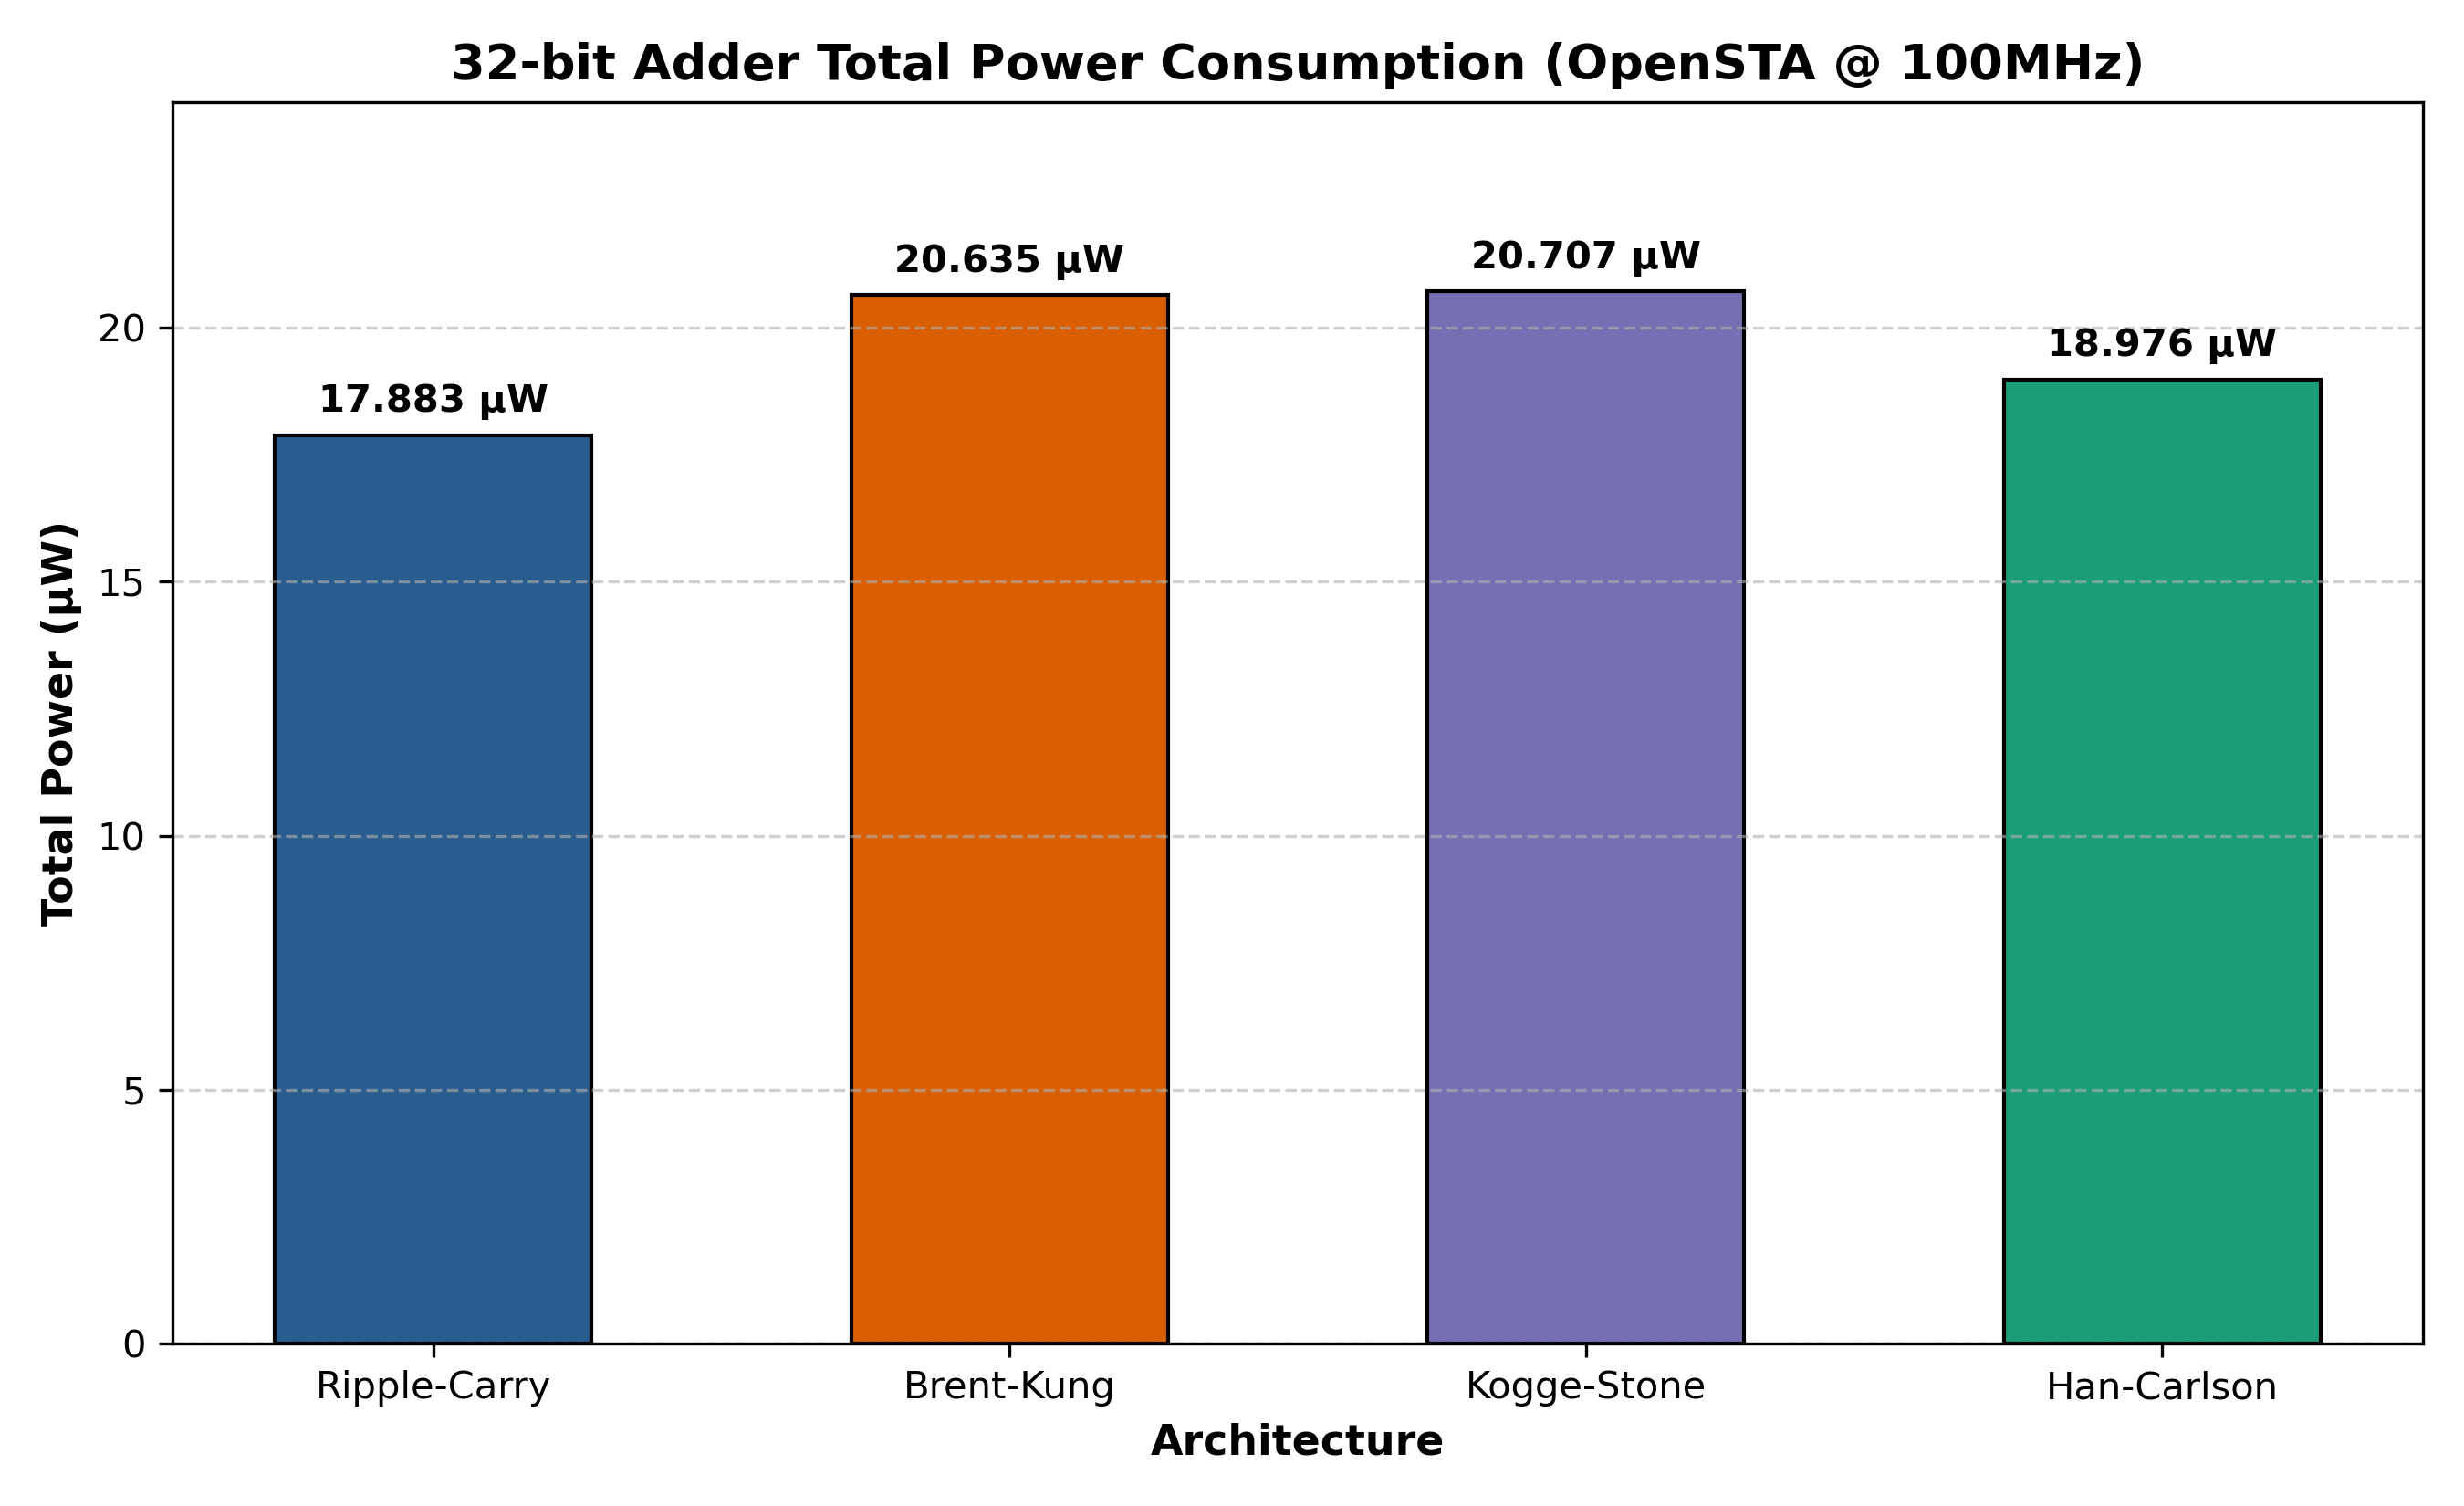 32-bit Adder Total Power Consumption (OpenSTA @ 100MHz)
Total Power (µW)
20
15
10
5
0
17.883 µW
20.635 µW
20.707 µW
18.976 µW
Ripple-Carry
Brent-Kung
Kogge-Stone
Han-Carlson
Architecture